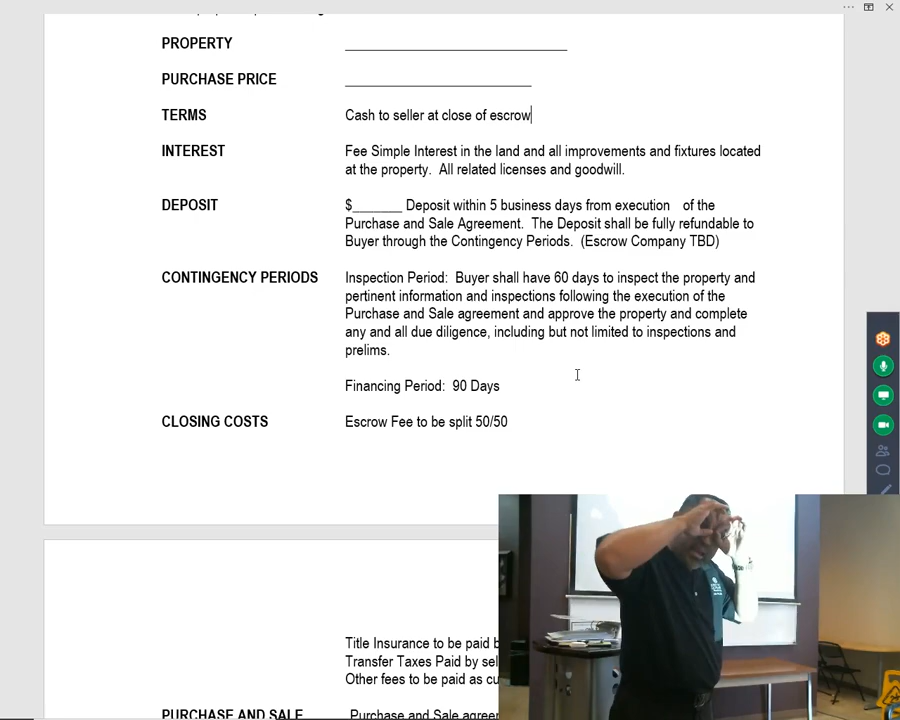 PROPERTY
PURCHASE PRICE
TERMS Cash to seller at close of escrow
INTEREST Fee Simple Interest in the land and all improvements and fixtures located
at the property. All related licenses and goodwill.
DEPOSIT $_______ Deposit within 5 business days from execution of the
Purchase and Sale Agreement. The Deposit shall be fully refundable to
Buyer through the Contingency Periods. (Escrow Company TBD)
CONTINGENCY PERIODS Inspection Period: Buyer shall have 60 days to inspect the property and
pertinent information and inspections following the execution of the
Purchase and Sale agreement and approve the property and complete
any and all due diligence, including but not limited to inspections and
prelims.
Financing Period: 90 Days
CLOSING COSTS Escrow Fee to be split 50/50
Title Insurance to be paid b
Transfer Taxes Paid by sel
Other fees to be paid as cu
PURCHASE AND SALE Purchase and Sale agreer